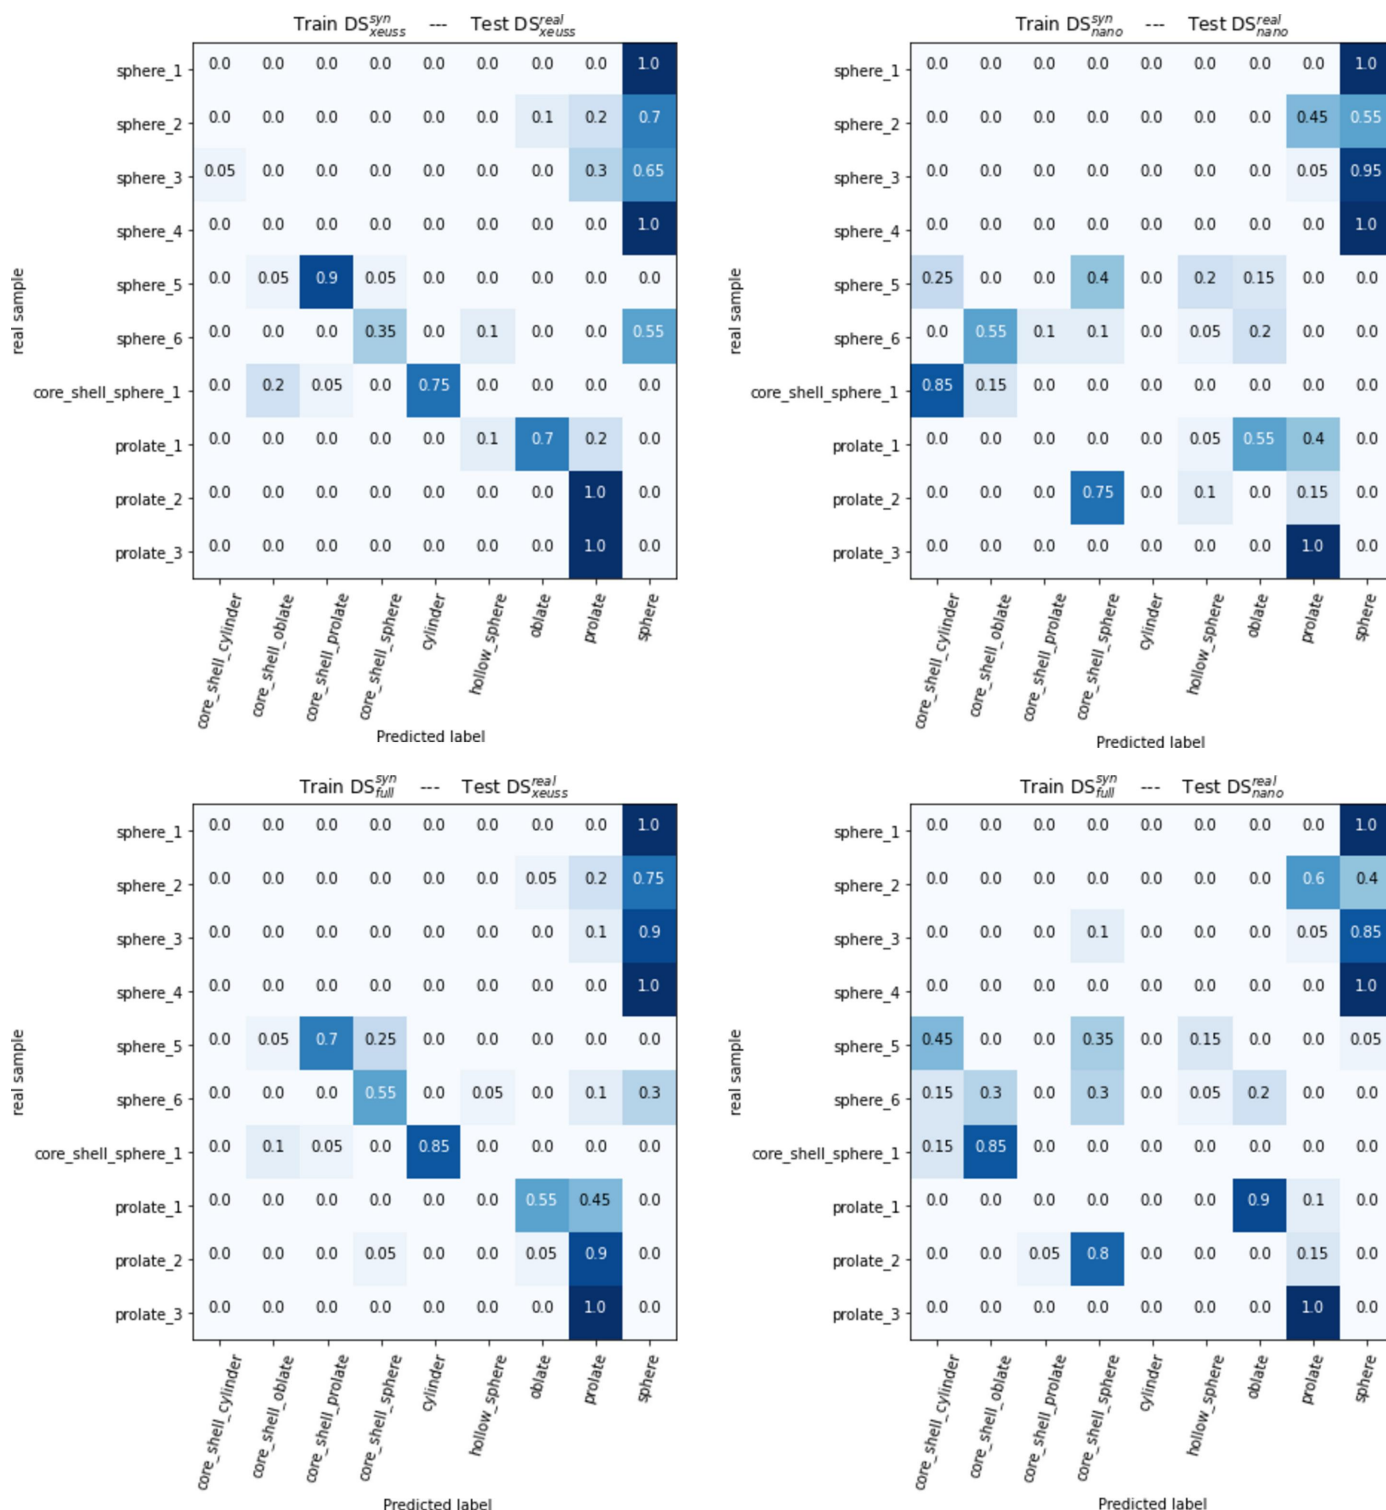 Train DS^{syn}_{xeuss} --- Test DS^{real}_{xeuss}
sphere_1 0.0 0.0 0.0 0.0 0.0 0.0 0.0 0.0 1.0
sphere_2 0.0 0.0 0.0 0.0 0.0 0.0 0.1 0.2 0.7
sphere_3 0.05 0.0 0.0 0.0 0.0 0.0 0.0 0.3 0.65
sphere_4 0.0 0.0 0.0 0.0 0.0 0.0 0.0 0.0 1.0
sphere_5 0.0 0.05 0.9 0.05 0.0 0.0 0.0 0.0 0.0
sphere_6 0.0 0.0 0.0 0.35 0.0 0.1 0.0 0.0 0.55
core_shell_sphere_1 0.0 0.2 0.05 0.0 0.75 0.0 0.0 0.0 0.0
prolate_1 0.0 0.0 0.0 0.0 0.0 0.1 0.7 0.2 0.0
prolate_2 0.0 0.0 0.0 0.0 0.0 0.0 0.0 1.0 0.0
prolate_3 0.0 0.0 0.0 0.0 0.0 0.0 0.0 1.0 0.0
real sample
core_shell_cylinder core_shell_oblate core_shell_prolate core_shell_sphere cylinder hollow_sphere oblate prolate sphere
Predicted label
Train DS^{syn}_{nano} --- Test DS^{real}_{nano}
sphere_1 0.0 0.0 0.0 0.0 0.0 0.0 0.0 0.0 1.0
sphere_2 0.0 0.0 0.0 0.0 0.0 0.0 0.0 0.45 0.55
sphere_3 0.0 0.0 0.0 0.0 0.0 0.0 0.0 0.05 0.95
sphere_4 0.0 0.0 0.0 0.0 0.0 0.0 0.0 0.0 1.0
sphere_5 0.25 0.0 0.0 0.4 0.0 0.2 0.15 0.0 0.0
sphere_6 0.0 0.55 0.1 0.1 0.0 0.05 0.2 0.0 0.0
core_shell_sphere_1 0.85 0.15 0.0 0.0 0.0 0.0 0.0 0.0 0.0
prolate_1 0.0 0.0 0.0 0.0 0.0 0.05 0.55 0.4 0.0
prolate_2 0.0 0.0 0.0 0.75 0.0 0.1 0.0 0.15 0.0
prolate_3 0.0 0.0 0.0 0.0 0.0 0.0 0.0 1.0 0.0
real sample
core_shell_cylinder core_shell_oblate core_shell_prolate core_shell_sphere cylinder hollow_sphere oblate prolate sphere
Predicted label
Train DS^{syn}_{full} --- Test DS^{real}_{xeuss}
sphere_1 0.0 0.0 0.0 0.0 0.0 0.0 0.0 0.0 1.0
sphere_2 0.0 0.0 0.0 0.0 0.0 0.0 0.05 0.2 0.75
sphere_3 0.0 0.0 0.0 0.0 0.0 0.0 0.0 0.1 0.9
sphere_4 0.0 0.0 0.0 0.0 0.0 0.0 0.0 0.0 1.0
sphere_5 0.0 0.05 0.7 0.25 0.0 0.0 0.0 0.0 0.0
sphere_6 0.0 0.0 0.0 0.55 0.0 0.05 0.0 0.1 0.3
core_shell_sphere_1 0.0 0.1 0.05 0.0 0.85 0.0 0.0 0.0 0.0
prolate_1 0.0 0.0 0.0 0.0 0.0 0.0 0.55 0.45 0.0
prolate_2 0.0 0.0 0.0 0.05 0.0 0.0 0.05 0.9 0.0
prolate_3 0.0 0.0 0.0 0.0 0.0 0.0 0.0 1.0 0.0
real sample
core_shell_cylinder core_shell_oblate core_shell_prolate core_shell_sphere cylinder hollow_sphere oblate prolate sphere
Predicted label
Train DS^{syn}_{full} --- Test DS^{real}_{nano}
sphere_1 0.0 0.0 0.0 0.0 0.0 0.0 0.0 0.0 1.0
sphere_2 0.0 0.0 0.0 0.0 0.0 0.0 0.0 0.6 0.4
sphere_3 0.0 0.0 0.0 0.1 0.0 0.0 0.0 0.05 0.85
sphere_4 0.0 0.0 0.0 0.0 0.0 0.0 0.0 0.0 1.0
sphere_5 0.45 0.0 0.0 0.35 0.0 0.15 0.0 0.0 0.05
sphere_6 0.15 0.3 0.0 0.3 0.0 0.05 0.2 0.0 0.0
core_shell_sphere_1 0.15 0.85 0.0 0.0 0.0 0.0 0.0 0.0 0.0
prolate_1 0.0 0.0 0.0 0.0 0.0 0.0 0.9 0.1 0.0
prolate_2 0.0 0.0 0.05 0.8 0.0 0.0 0.0 0.15 0.0
prolate_3 0.0 0.0 0.0 0.0 0.0 0.0 0.0 1.0 0.0
real sample
core_shell_cylinder core_shell_oblate core_shell_prolate core_shell_sphere cylinder hollow_sphere oblate prolate sphere
Predicted label